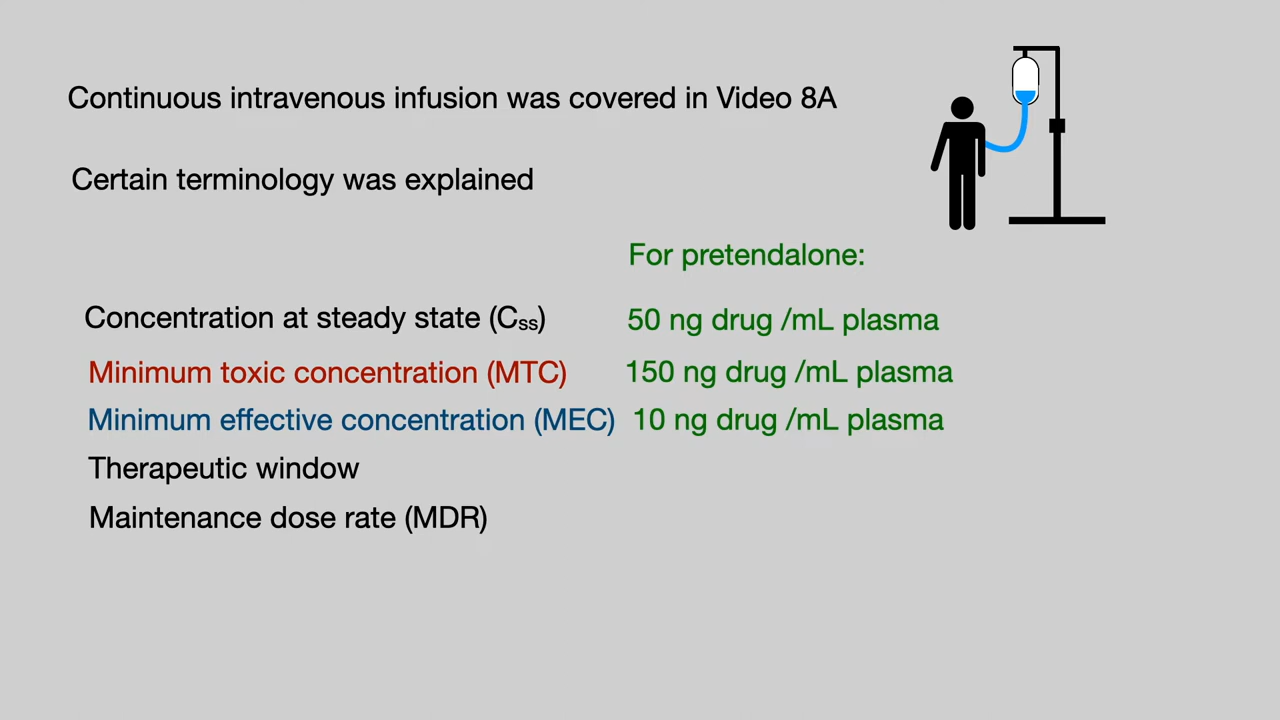 Continuous intravenous infusion was covered in Video 8A
Certain terminology was explained
For pretendalone:
Concentration at steady state (Css) 50 ng drug /mL plasma
Minimum toxic concentration (MTC) 150 ng drug /mL plasma
Minimum effective concentration (MEC) 10 ng drug /mL plasma
Therapeutic window
Maintenance dose rate (MDR)